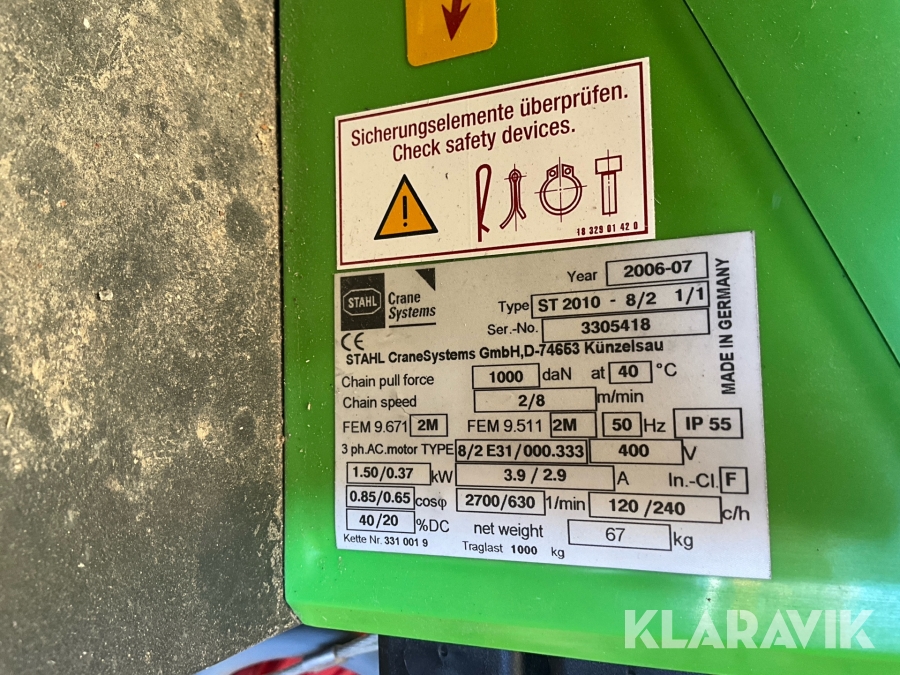 Sicherungselemente überprüfen.
Check safety devices.
18 329 01 42 0
STAHL Crane Systems
Year 2006-07
Type ST 2010 - 8/2 1/1
Ser.-No. 3305418
CE
MADE IN GERMANY
STAHL CraneSystems GmbH,D-74653 Künzelsau
Chain pull force 1000 daN at 40 °C
Chain speed 2/8 m/min
FEM 9.671 2M FEM 9.511 2M 50 Hz IP 55
3 ph.AC.motor TYPE 8/2 E31/000.333 400 V
1.50/0.37 kW 3.9 / 2.9 A In.-Cl. F
0.85/0.65 cosφ 2700/630 1/min 120 /240 c/h
40/20 %DC net weight 67 kg
Kette Nr. 331 001 9 Traglast 1000 kg
KLARAVIK